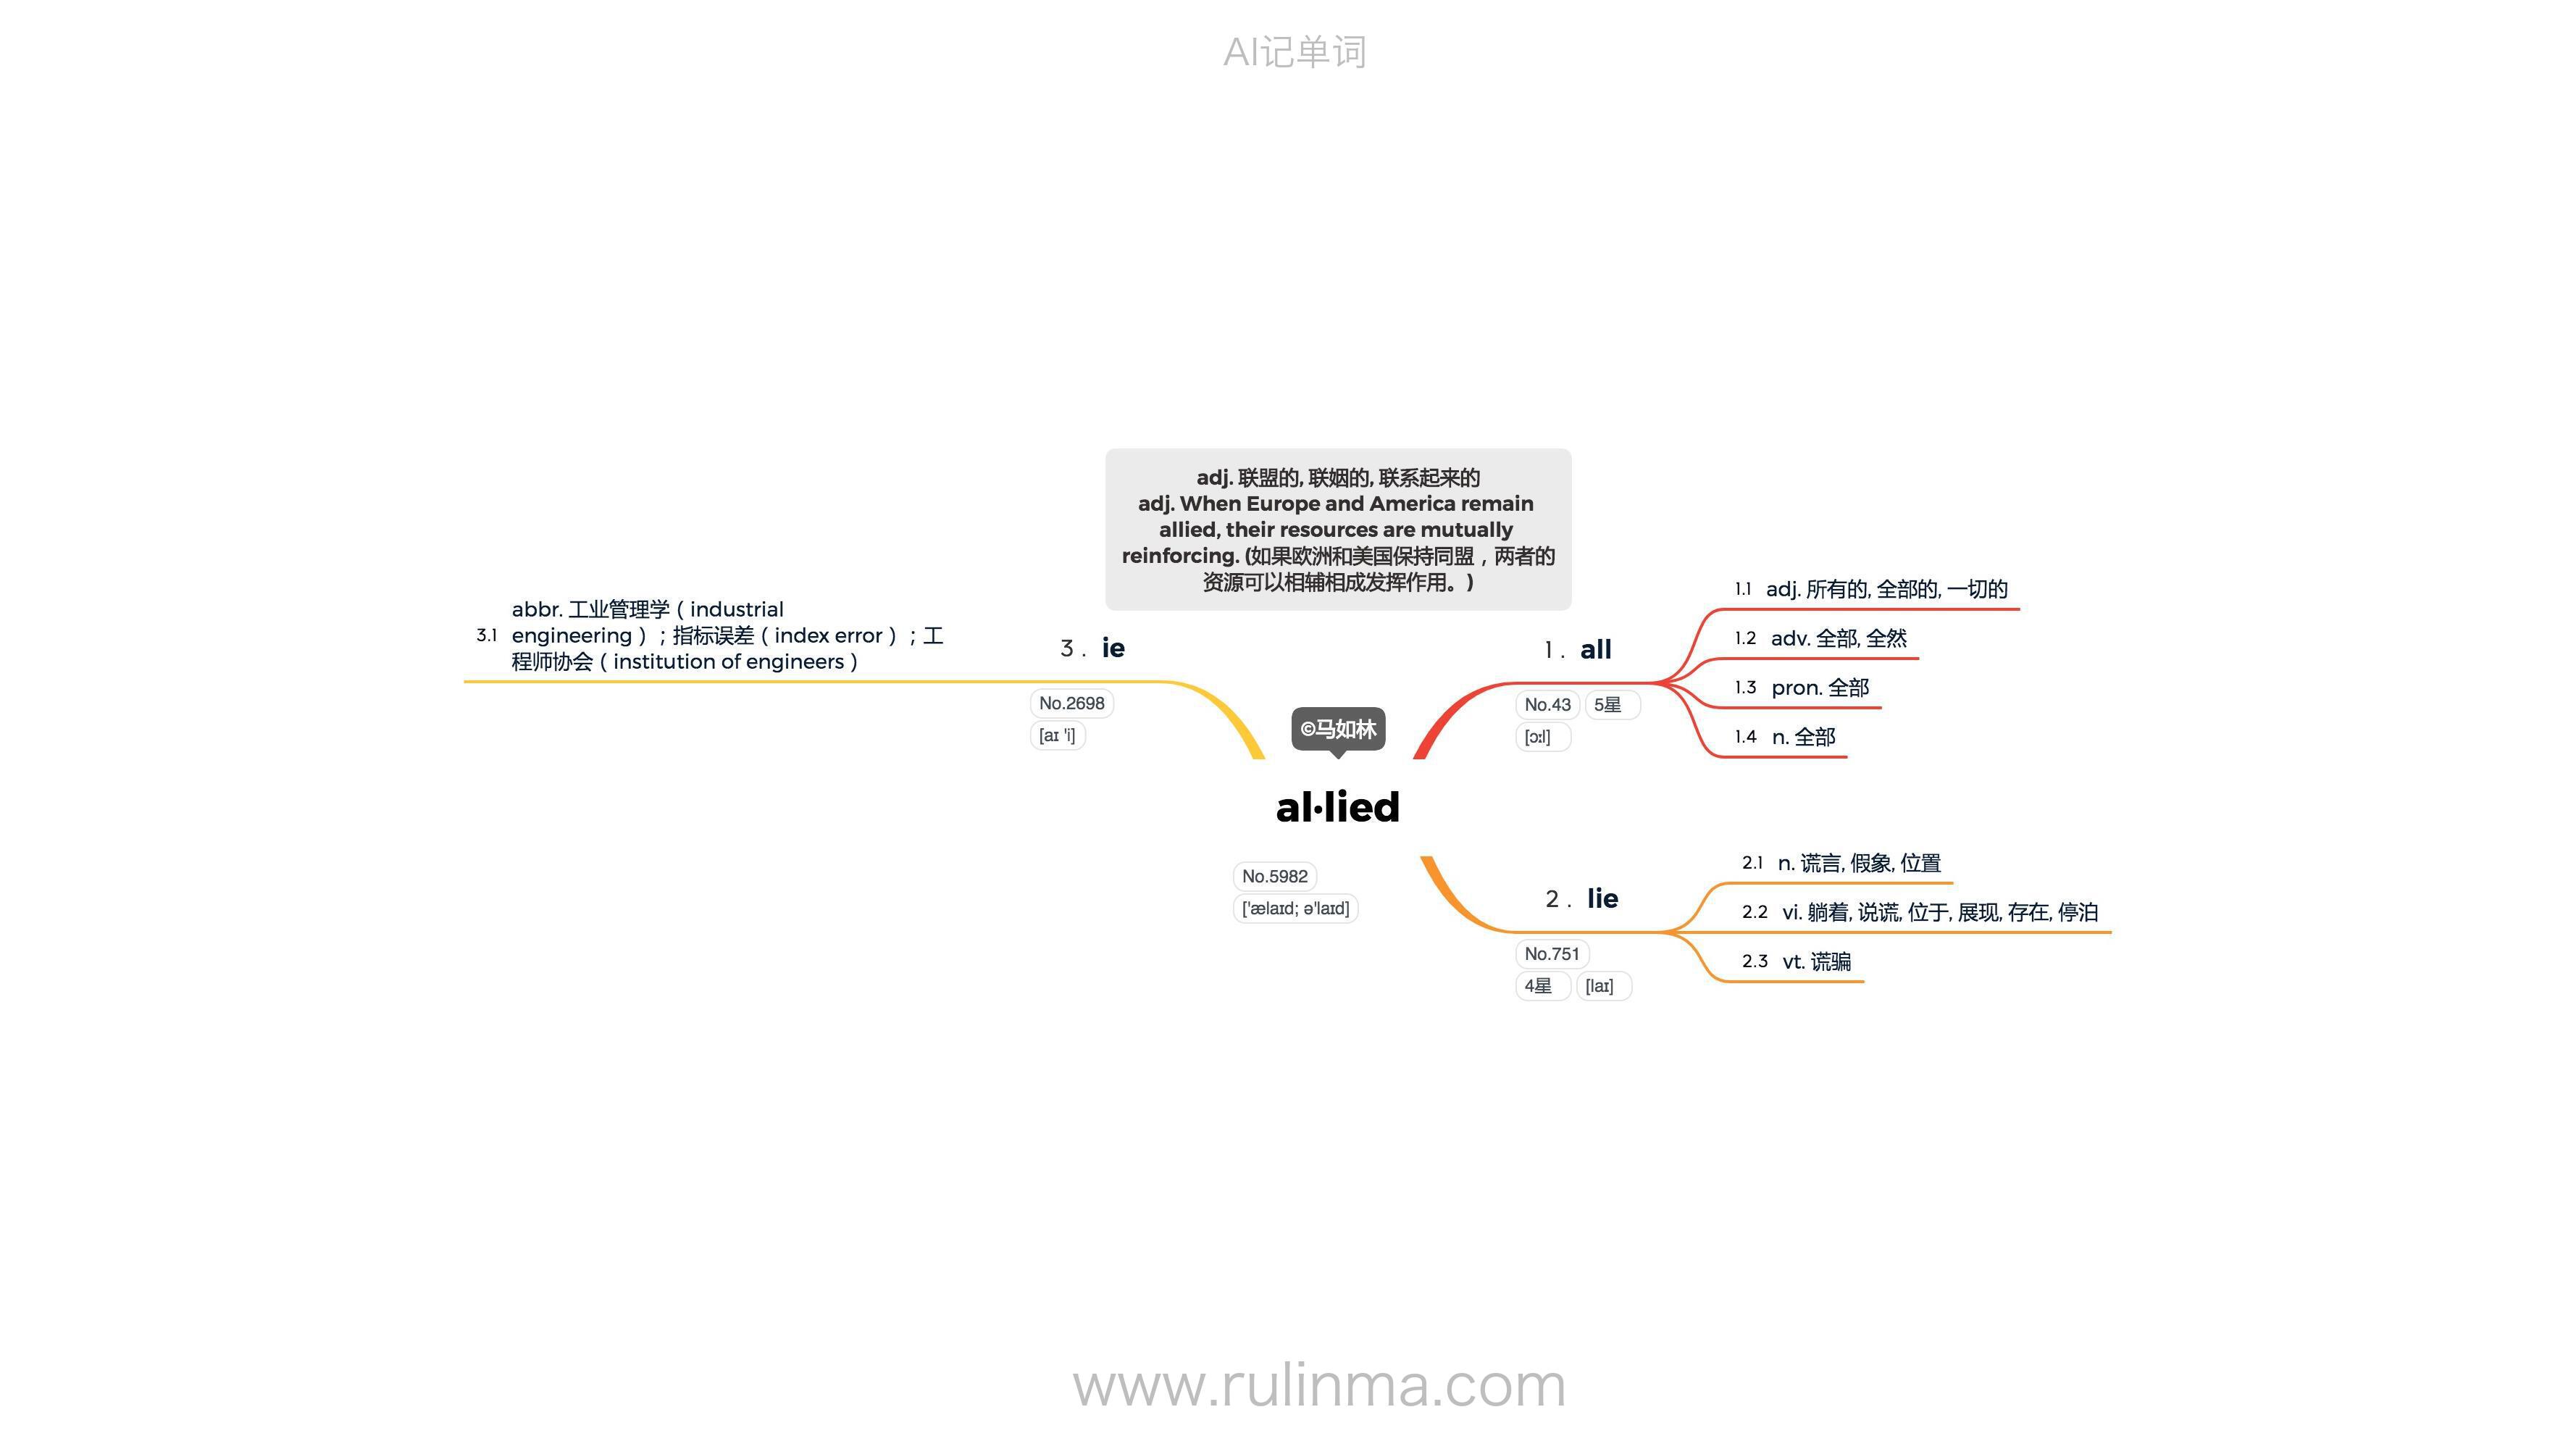 AI记单词
adj. 联盟的, 联姻的, 联系起来的
adj. When Europe and America remain
allied, their resources are mutually
reinforcing. (如果欧洲和美国保持同盟，两者的
资源可以相辅相成发挥作用。)
©马如林
al·lied
No.5982
['ælaɪd; ə'laɪd]
1 . all
No.43 5星
[ɔːl]
1.1 adj. 所有的, 全部的, 一切的
1.2 adv. 全部, 全然
1.3 pron. 全部
1.4 n. 全部
2 . lie
No.751
4星 [laɪ]
2.1 n. 谎言, 假象, 位置
2.2 vi. 躺着, 说谎, 位于, 展现, 存在, 停泊
2.3 vt. 谎骗
3 . ie
No.2698
[aɪ 'i]
3.1 abbr. 工业管理学（industrial
engineering）；指标误差（index error）；工
程师协会（institution of engineers）
www.rulinma.com